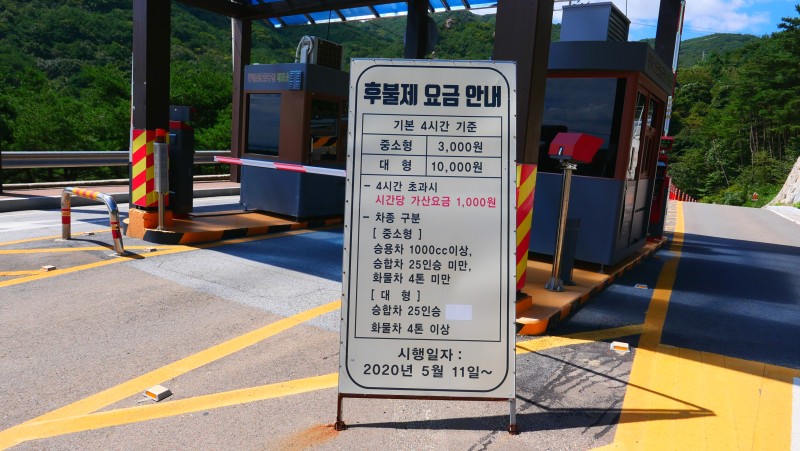 후불제 요금 안내
기본 4시간 기준
중소형 3,000원
대 형 10,000원
- 4시간 초과시
시간당 가산요금 1,000원
- 차종 구분
[ 중소형 ]
승용차 1000cc이상,
승합차 25인승 미만,
화물차 4톤 미만
[ 대 형 ]
승합차 25인승
화물차 4톤 이상
시행일자 :
2020년 5월 11일~